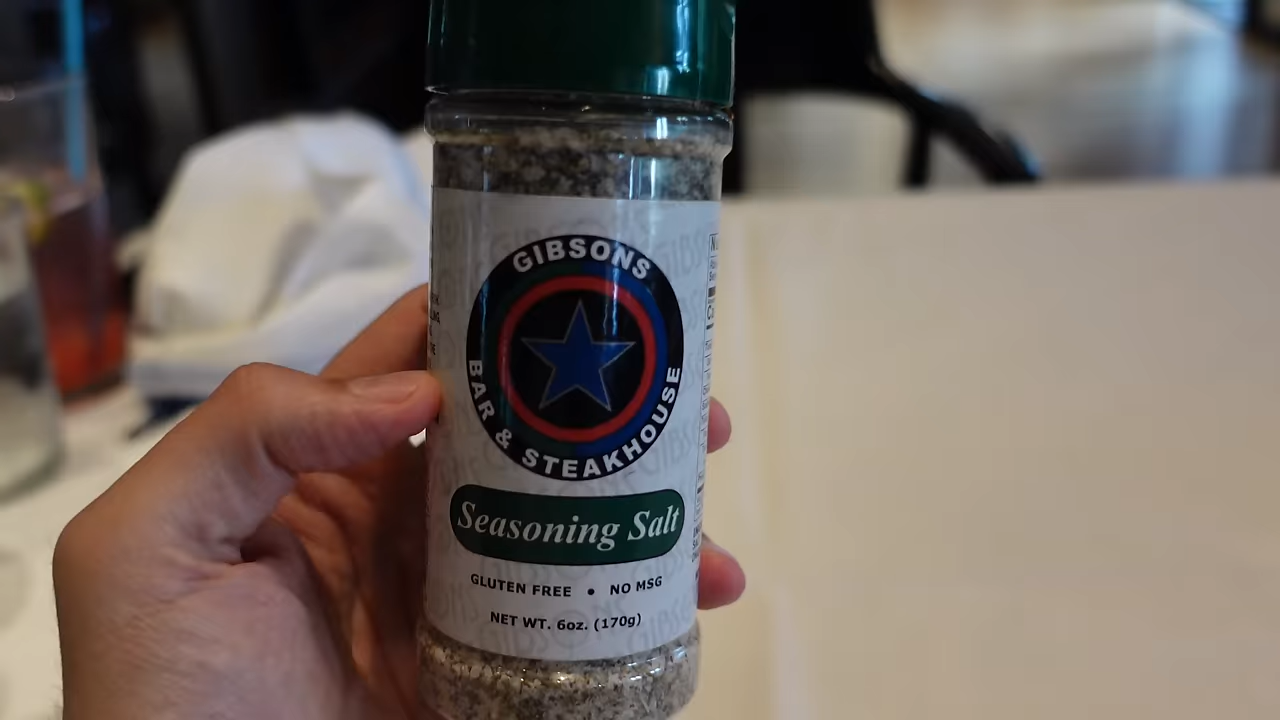 GIBSONS
BAR & STEAKHOUSE
Seasoning Salt
GLUTEN FREE • NO MSG
NET WT. 6oz. (170g)